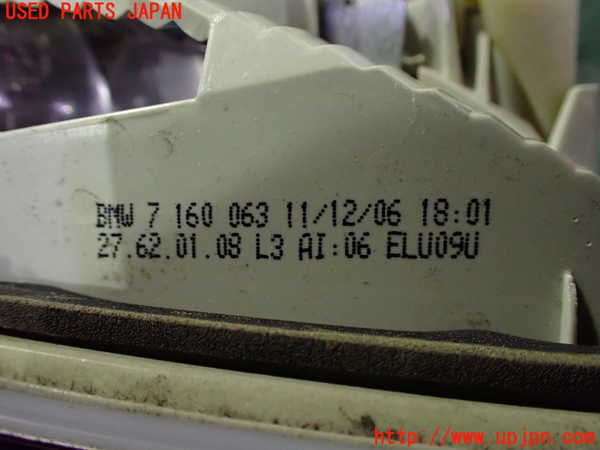 USED PARTS JAPAN
BMW 7 160 063 11/12/06 18:01
27.62.01.08 L3 AI:06 ELU09U
http://www.upjpn.com/